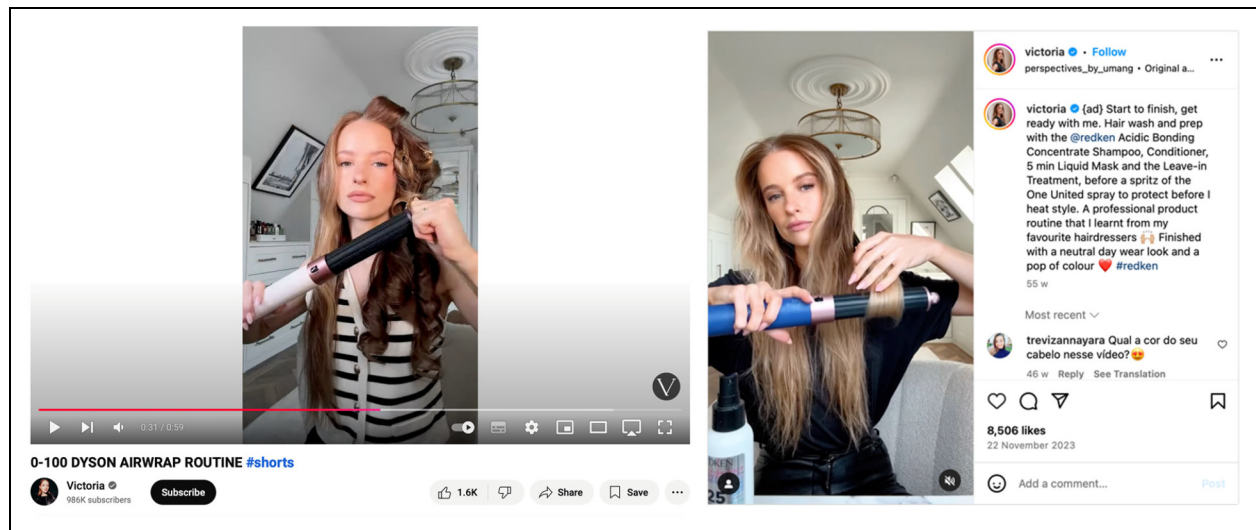 V
0:31 / 0:59
0-100 DYSON AIRWRAP ROUTINE #shorts
Victoria
986K subscribers
Subscribe
1.6K
Share
Save
victoria • Follow
perspectives_by_umang • Original a...
victoria {ad} Start to finish, get
ready with me. Hair wash and prep
with the @redken Acidic Bonding
Concentrate Shampoo, Conditioner,
5 min Liquid Mask and the Leave-in
Treatment, before a spritz of the
One United spray to protect before I
heat style. A professional product
routine that I learnt from my
favourite hairdressers 🙌🏼 Finished
with a neutral day wear look and a
pop of colour ❤️ #redken
55 w
Most recent
trevizannayara Qual a cor do seu
cabelo nesse vídeo?😍
46 w Reply See Translation
8,506 likes
22 November 2023
Add a comment...
Post
25